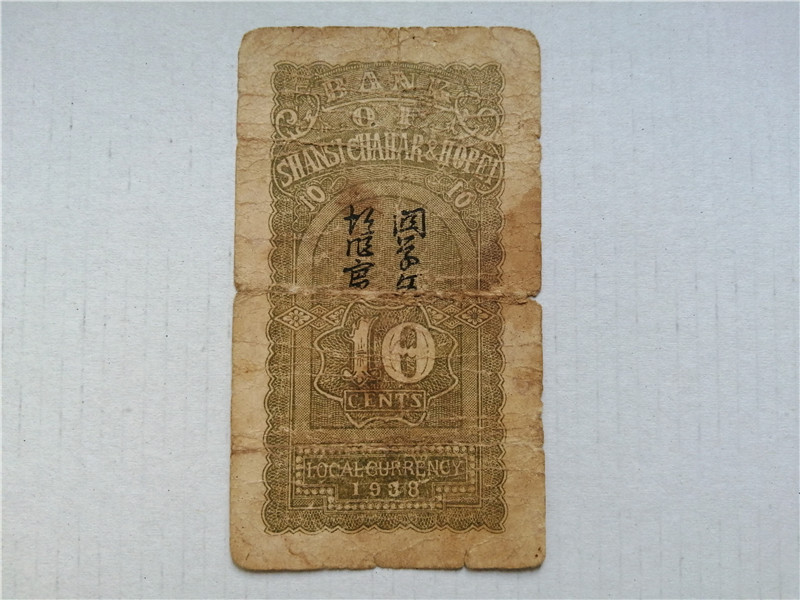 BANK
OF
SHANSI CHAHAR & HOPEI
10 10
10
CENTS
LOCAL CURRENCY
1938